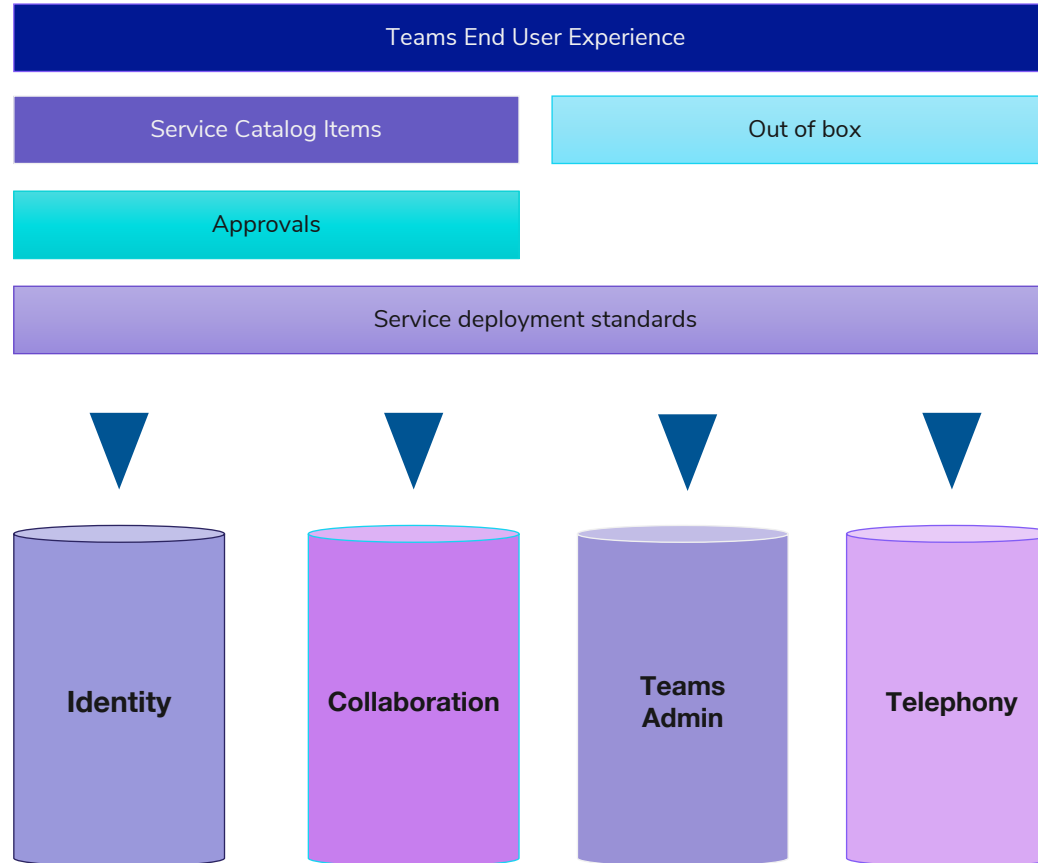 Teams End User Experience
Service Catalog Items
Out of box
Approvals
Service deployment standards
Identity
Collaboration
Teams
Admin
Telephony